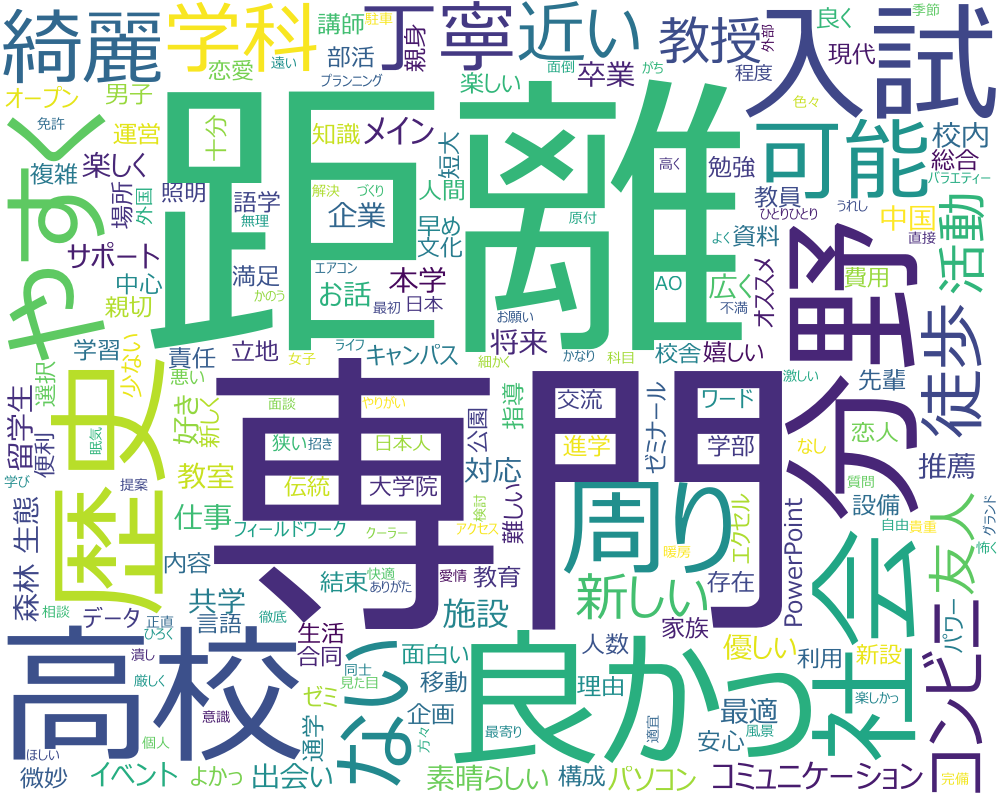 綺麗
学科
丁寧
近い
教授
入試
講師
駐車
親身
遠い
恋愛
部活
プランニング
楽しい
面倒
がち
卒業
外部
程度
良く
季節
現代
色々
オープン
男子
免許
運営
複雑
楽しく
やすく
距離
十分
知識
メイン
短大
可能
高く
勉強
校内
総合
バラエティー
場所
外国
照明
語学
無理
解決
づくり
企業
人間
早め
文化
原付
教員
ひとりひとり
うれし
中国
直接
活動
サポート
中心
満足
かのう
エアコン
お話
最初
本学
日本
お願い
AO
広く
よく
資料
オススメ
費用
野
親切
学習
少ない
責任
立地
女子
ライフ
キャンパス
細かく
将来
かなり
科目
校舎
嬉しい
不満
激しい
先輩
徒歩
選択
悪い
好き
新しく
歴史
眠気
留学生
便利
面談
やりがい
専門
交流
指導
公園
狭い
招き
日本人
進学
ゼミナール
ワード
学部
分
なし
恋人
推薦
学び
提案
教室
伝統
大学院
対応
難しい
検討
アクセス
周り
エクセル
質問
設備
自由
貴重
グランド
怖く
友人
森林
生態
仕事
フィールドワーク
クーラー
内容
結束
快適
ありがた
愛情
教育
暖房
新しい
存在
PowerPoint
社会
相談
データ
正直
ひろく
共学
言語
徹底
施設
家族
生活
合同
人数
優しい
利用
新設
パワー
コンビニ
高校
潰し
厳しく
意識
個人
ゼミ
同士
見た目
ない
面白い
移動
良かっ
理由
最適
楽しかっ
ほしい
微妙
イベント
よかっ
出会い
通学
企画
方々
最寄り
素晴らしい
構成
適宜
パソコン
安心
風景
コミュニケーション
完備